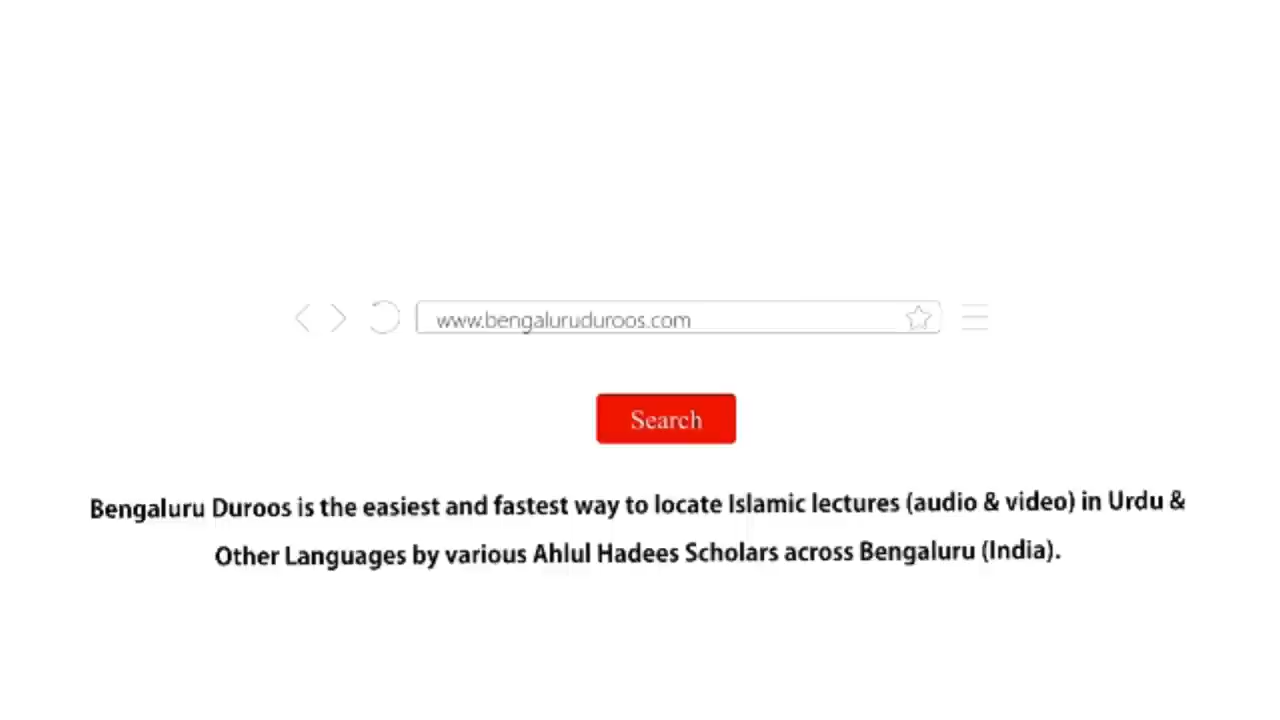 www.bengaluruduroos.com
Search
Bengaluru Duroos is the easiest and fastest way to locate Islamic lectures (audio & video) in Urdu &
Other Languages by various Ahlul Hadees Scholars across Bengaluru (India).